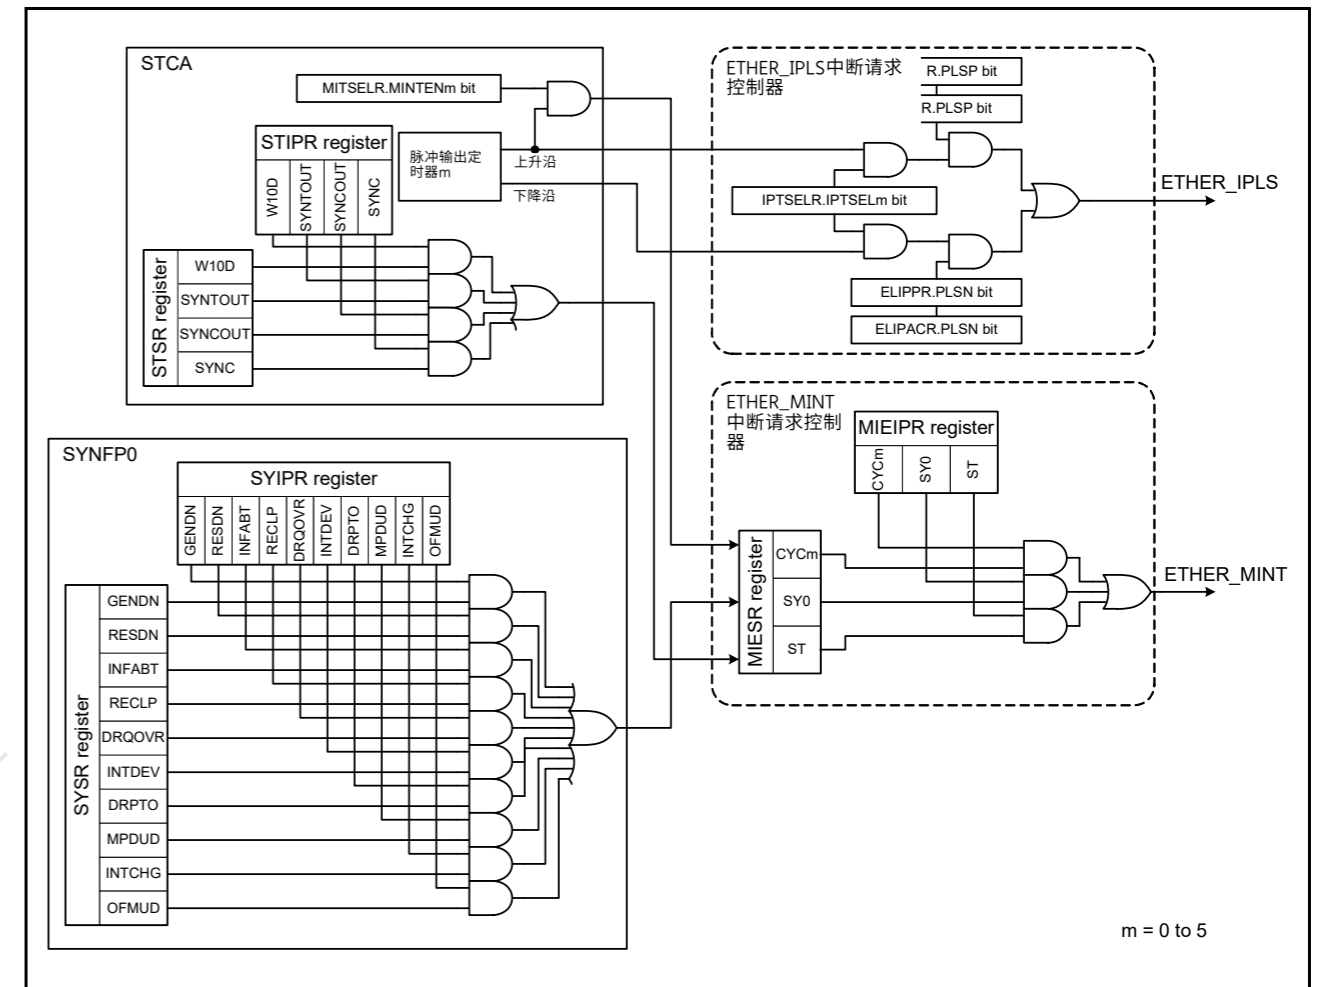 STCA
MITSELR.MINTENm bit
STIPR register
W10D
SYNTOUT
SYNCOUT
SYNC
脉冲输出定
时器m
上升沿
下降沿
STSR register
W10D
SYNTOUT
SYNCOUT
SYNC
ETHER_IPLS中断请求
控制器
R.PLSP bit
R.PLSP bit
IPTSELR.IPTSELm bit
ELIPPR.PLSN bit
ELIPACR.PLSN bit
ETHER_IPLS
SYNFP0
SYIPR register
GENDN
RESDN
INFABT
RECLP
DRQOVR
INTDEV
DRPTO
MPDUD
INTCHG
OFMUD
SYSR register
GENDN
RESDN
INFABT
RECLP
DRQOVR
INTDEV
DRPTO
MPDUD
INTCHG
OFMUD
ETHER_MINT
中断请求控制
器
MIEIPR register
CYCm
SY0
ST
MIESR register
CYCm
SY0
ST
ETHER_MINT
m = 0 to 5